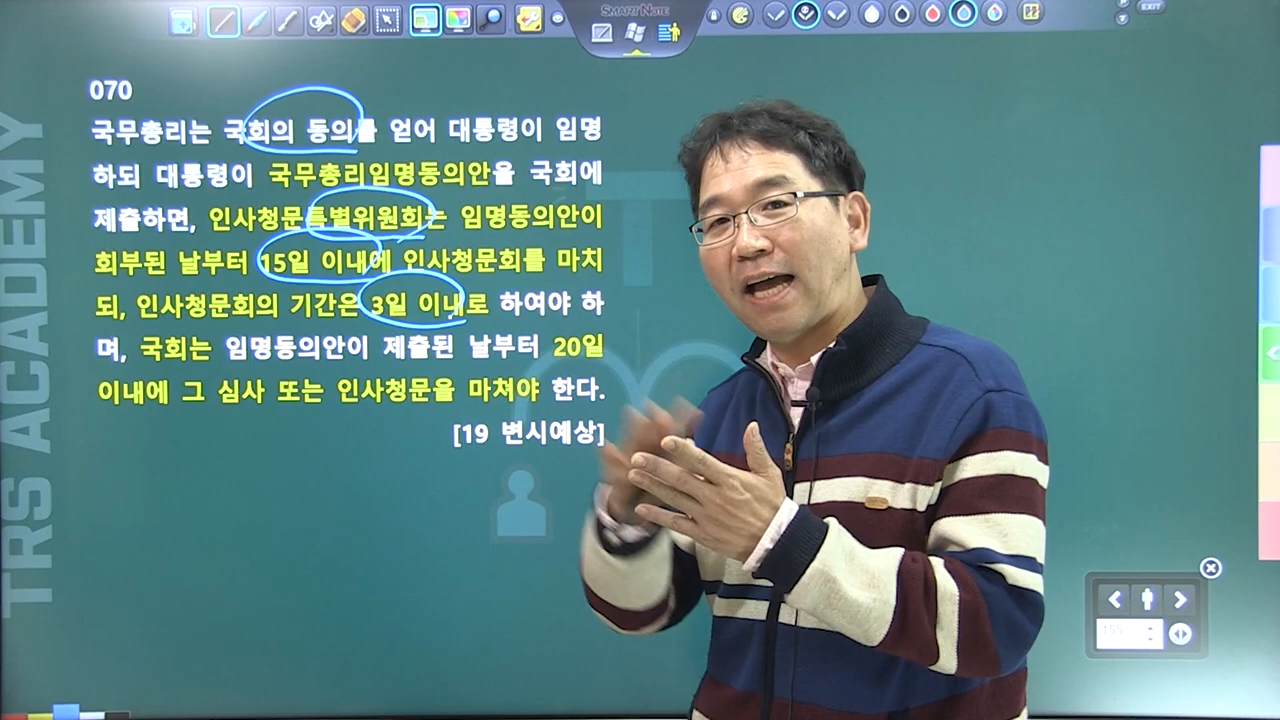 SMART NOTE
EXIT
070
국무총리는 국회의 동의를 얻어 대통령이 임명
하되 대통령이 국무총리임명동의안을 국회에
제출하면, 인사청문특별위원회는 임명동의안이
회부된 날부터 15일 이내에 인사청문회를 마치
되, 인사청문회의 기간은 3일 이내로 하여야 하
며, 국회는 임명동의안이 제출된 날부터 20일
이내에 그 심사 또는 인사청문을 마쳐야 한다.
[19 변시예상]
TRS ACADEMY
155